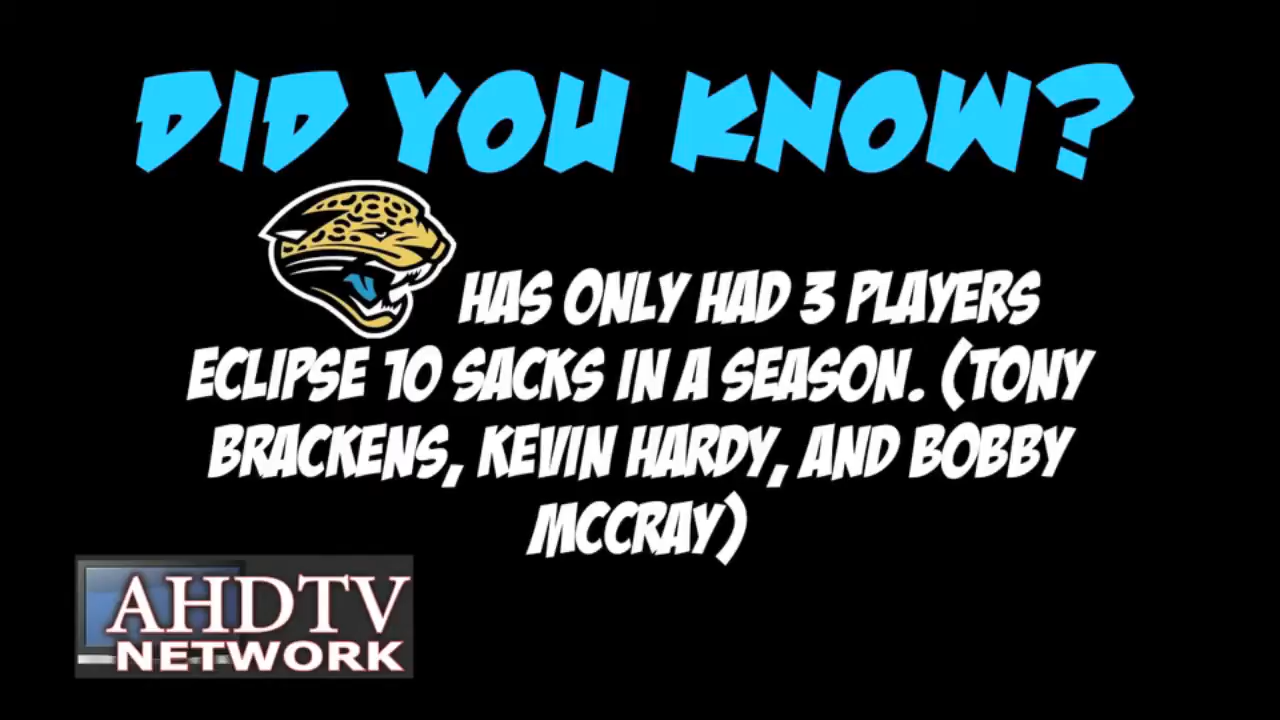 DID YOU KNOW?
HAS ONLY HAD 3 PLAYERS
ECLIPSE 10 SACKS IN A SEASON. (TONY
BRACKENS, KEVIN HARDY, AND BOBBY
MCCRAY)
AHDTV
NETWORK